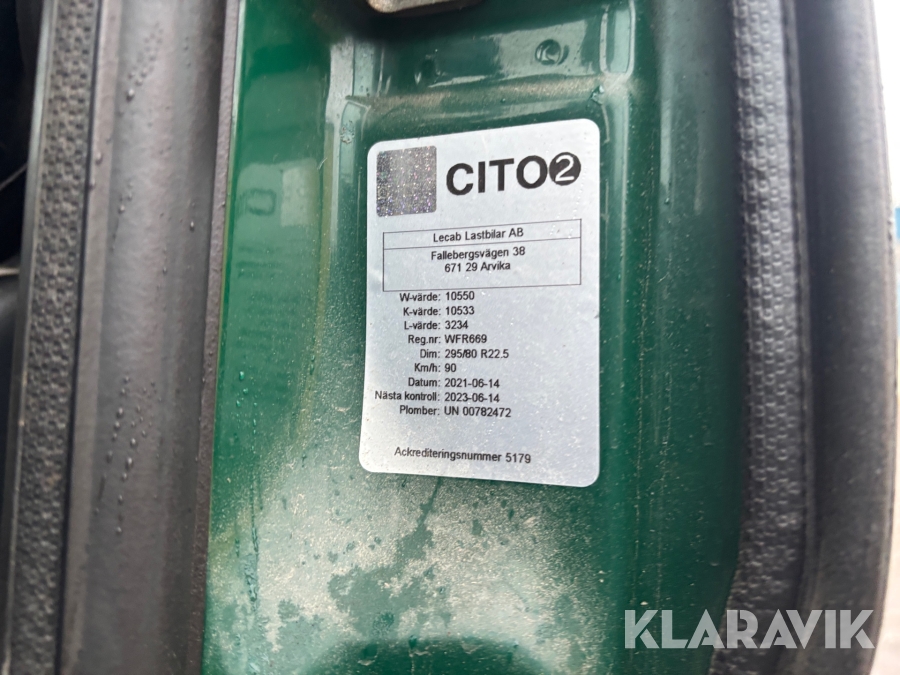 CITO2
Lecab Lastbilar AB
Fallebergsvägen 38
671 29 Arvika
W-värde: 10550
K-värde: 10533
L-värde: 3234
Reg.nr: WFR669
Dim: 295/80 R22.5
Km/h: 90
Datum: 2021-06-14
Nästa kontroll: 2023-06-14
Plomber: UN 00782472
Ackrediteringsnummer 5179
KLARAVIK